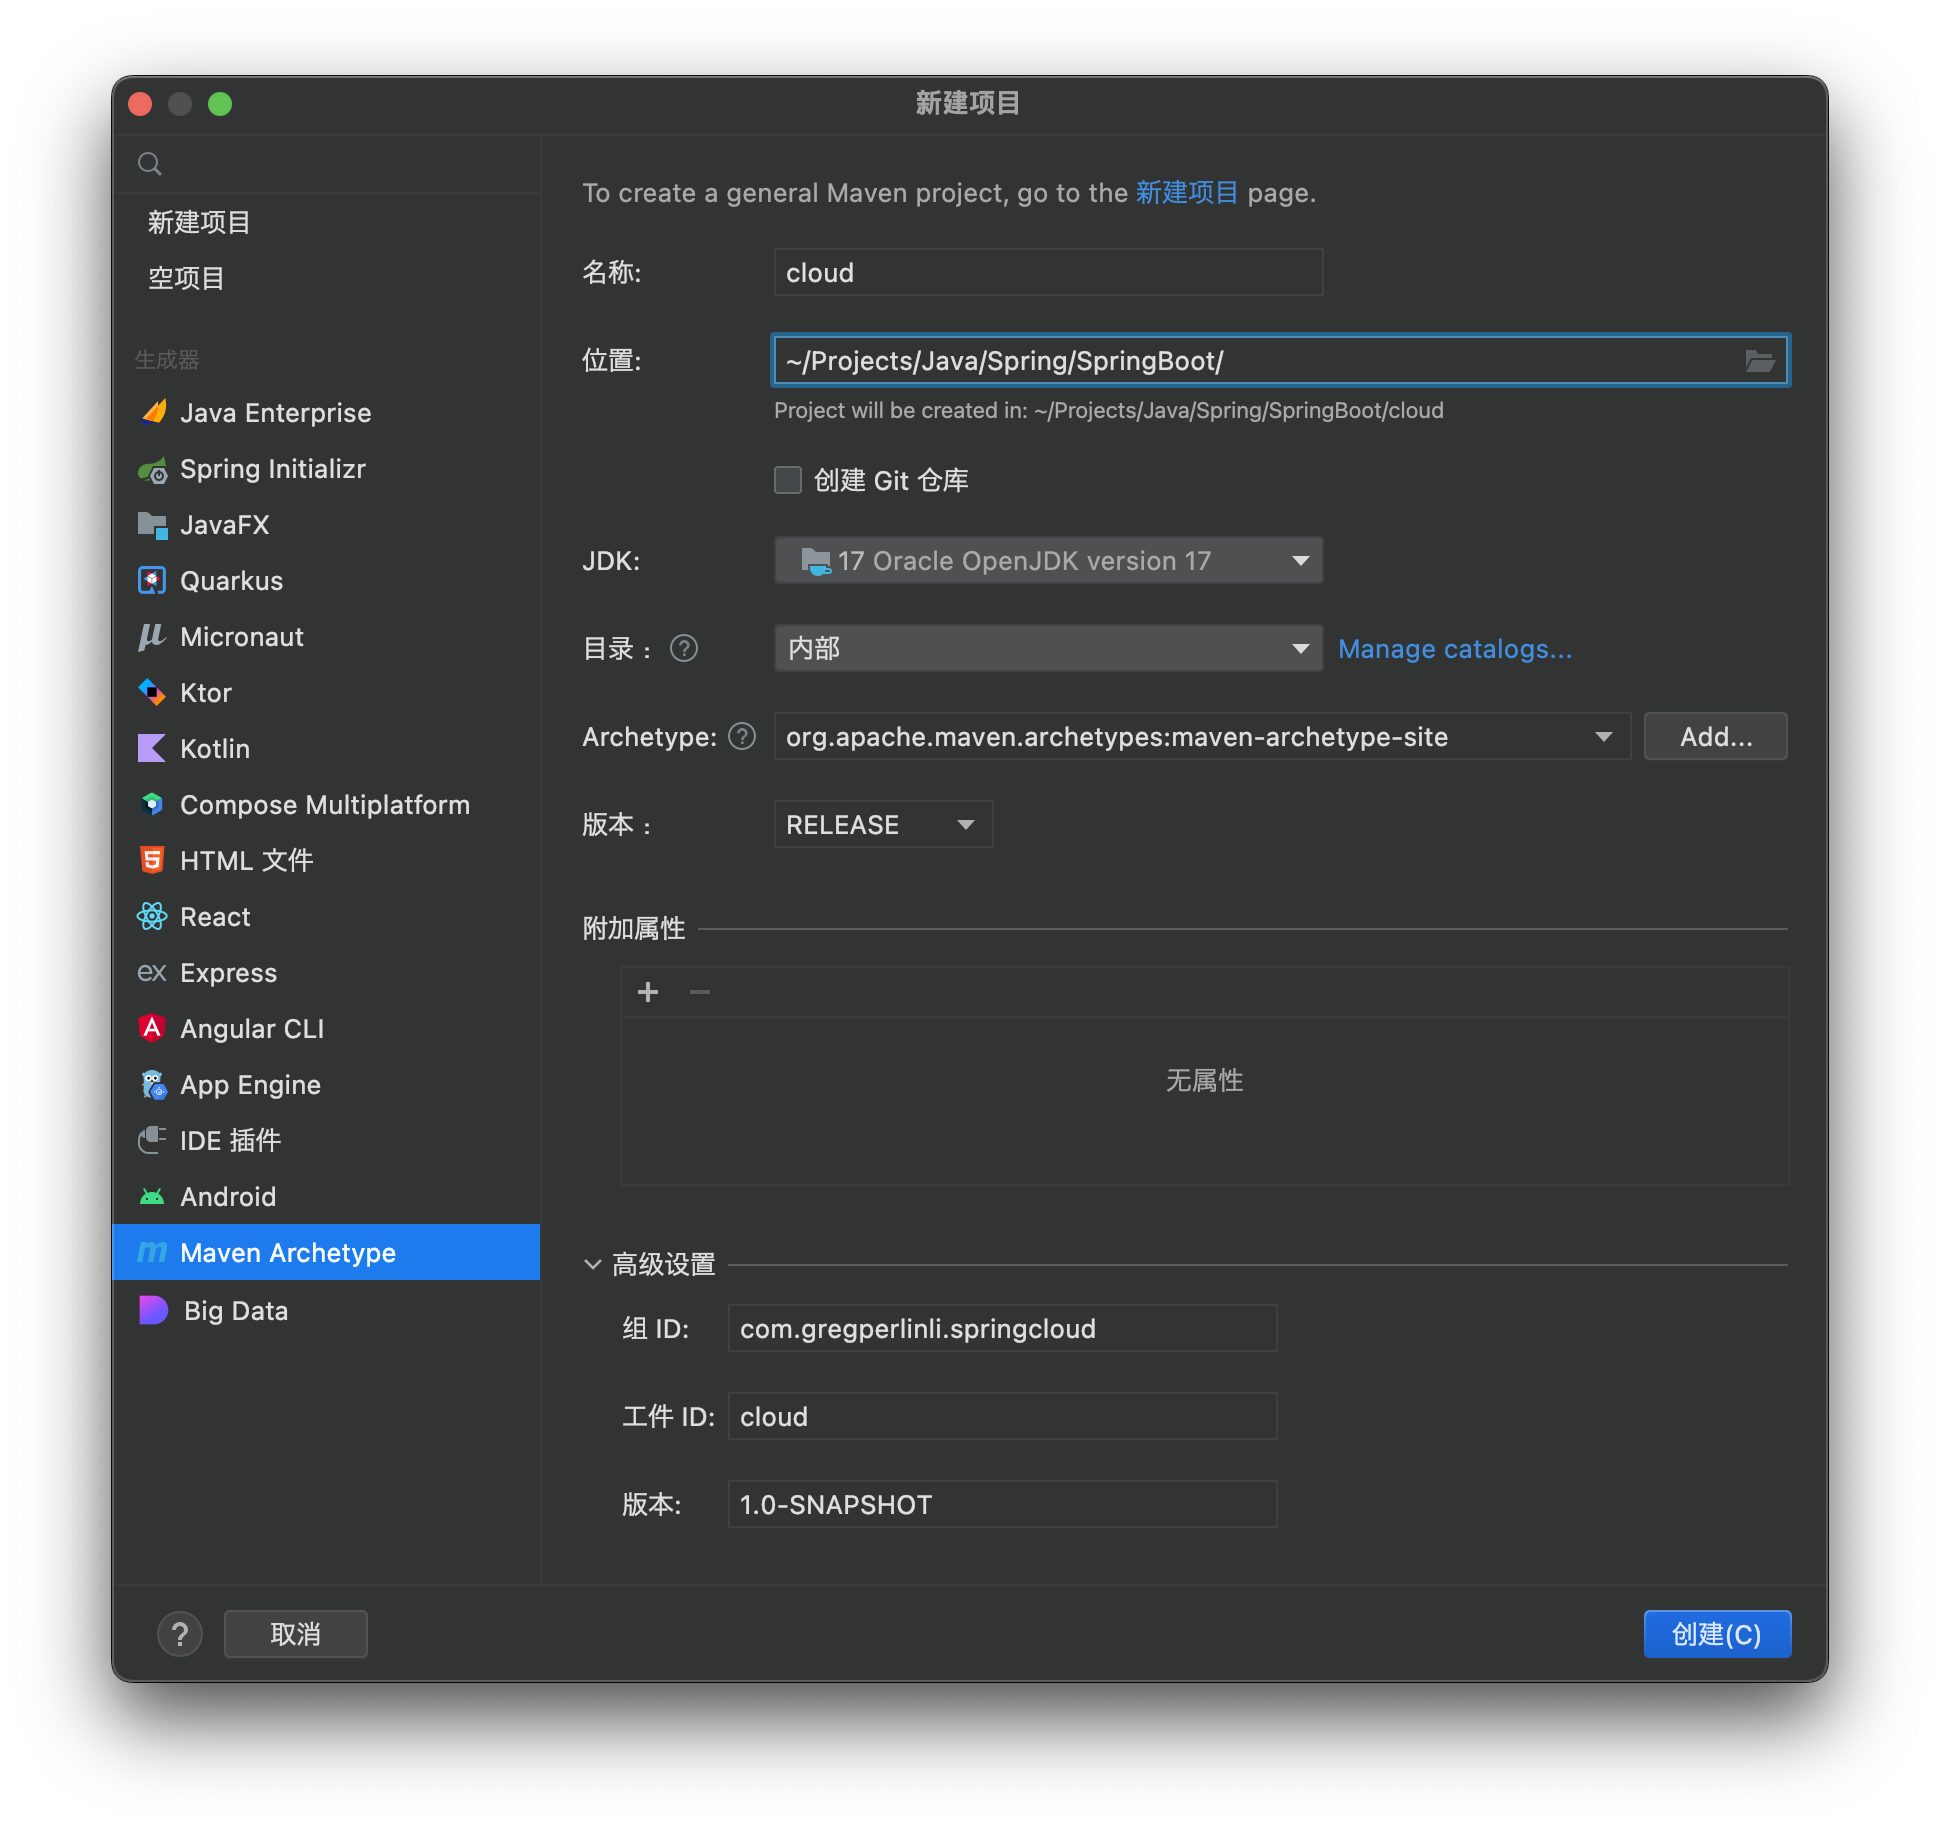 新建项目
新建项目
空项目
生成器
Java Enterprise
Spring Initializr
JavaFX
Quarkus
Micronaut
Ktor
Kotlin
Compose Multiplatform
HTML 文件
React
ex Express
Angular CLI
App Engine
IDE 插件
Android
m Maven Archetype
Big Data
To create a general Maven project, go to the 新建项目 page.
名称: cloud
位置: ~/Projects/Java/Spring/SpringBoot/
Project will be created in: ~/Projects/Java/Spring/SpringBoot/cloud
创建 Git 仓库
JDK: 17 Oracle OpenJDK version 17
目录： ? 内部 Manage catalogs...
Archetype: ? org.apache.maven.archetypes:maven-archetype-site Add...
版本： RELEASE
附加属性
无属性
高级设置
组 ID: com.gregperlinli.springcloud
工件 ID: cloud
版本: 1.0-SNAPSHOT
? 取消 创建(C)